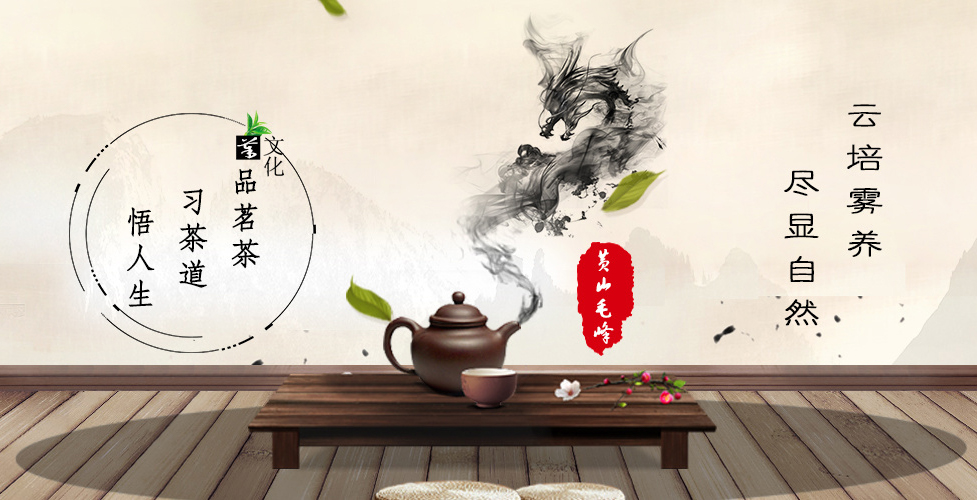 云培雾养
尽显自然
黄山毛峰
茶文化
品茗茶
习茶道
悟人生